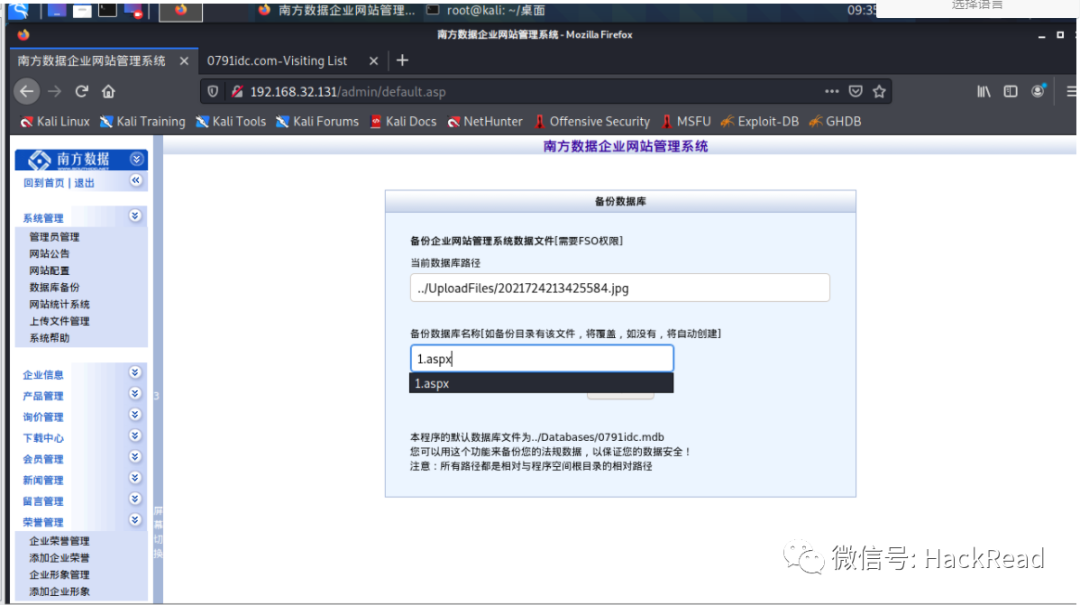 选择语言
南方数据企业网站管理... root@kali: ~/桌面 09:35
南方数据企业网站管理系统 - Mozilla Firefox
南方数据企业网站管理系统 0791idc.com-Visiting List
192.168.32.131/admin/default.asp
Kali Linux Kali Training Kali Tools Kali Forums Kali Docs NetHunter Offensive Security MSFU Exploit-DB GHDB
南方数据
南方数据企业网站管理系统
回到首页 | 退出
系统管理
管理员管理
网站公告
网站配置
数据库备份
网站统计系统
上传文件管理
系统帮助
企业信息
产品管理
询价管理
下载中心
会员管理
新闻管理
留言管理
荣誉管理
企业荣誉管理
添加企业荣誉
企业形象管理
添加企业形象
3
屏幕切换
备份数据库
备份企业网站管理系统数据文件[需要FSO权限]
当前数据库路径
../UploadFiles/2021724213425584.jpg
备份数据库名称[如备份目录有该文件，将覆盖，如没有，将自动创建]
1.aspx
1.aspx
本程序的默认数据库文件为../Databases/0791idc.mdb
您可以用这个功能来备份您的法规数据，以保证您的数据安全！
注意：所有路径都是相对与程序空间根目录的相对路径
微信号: HackRead